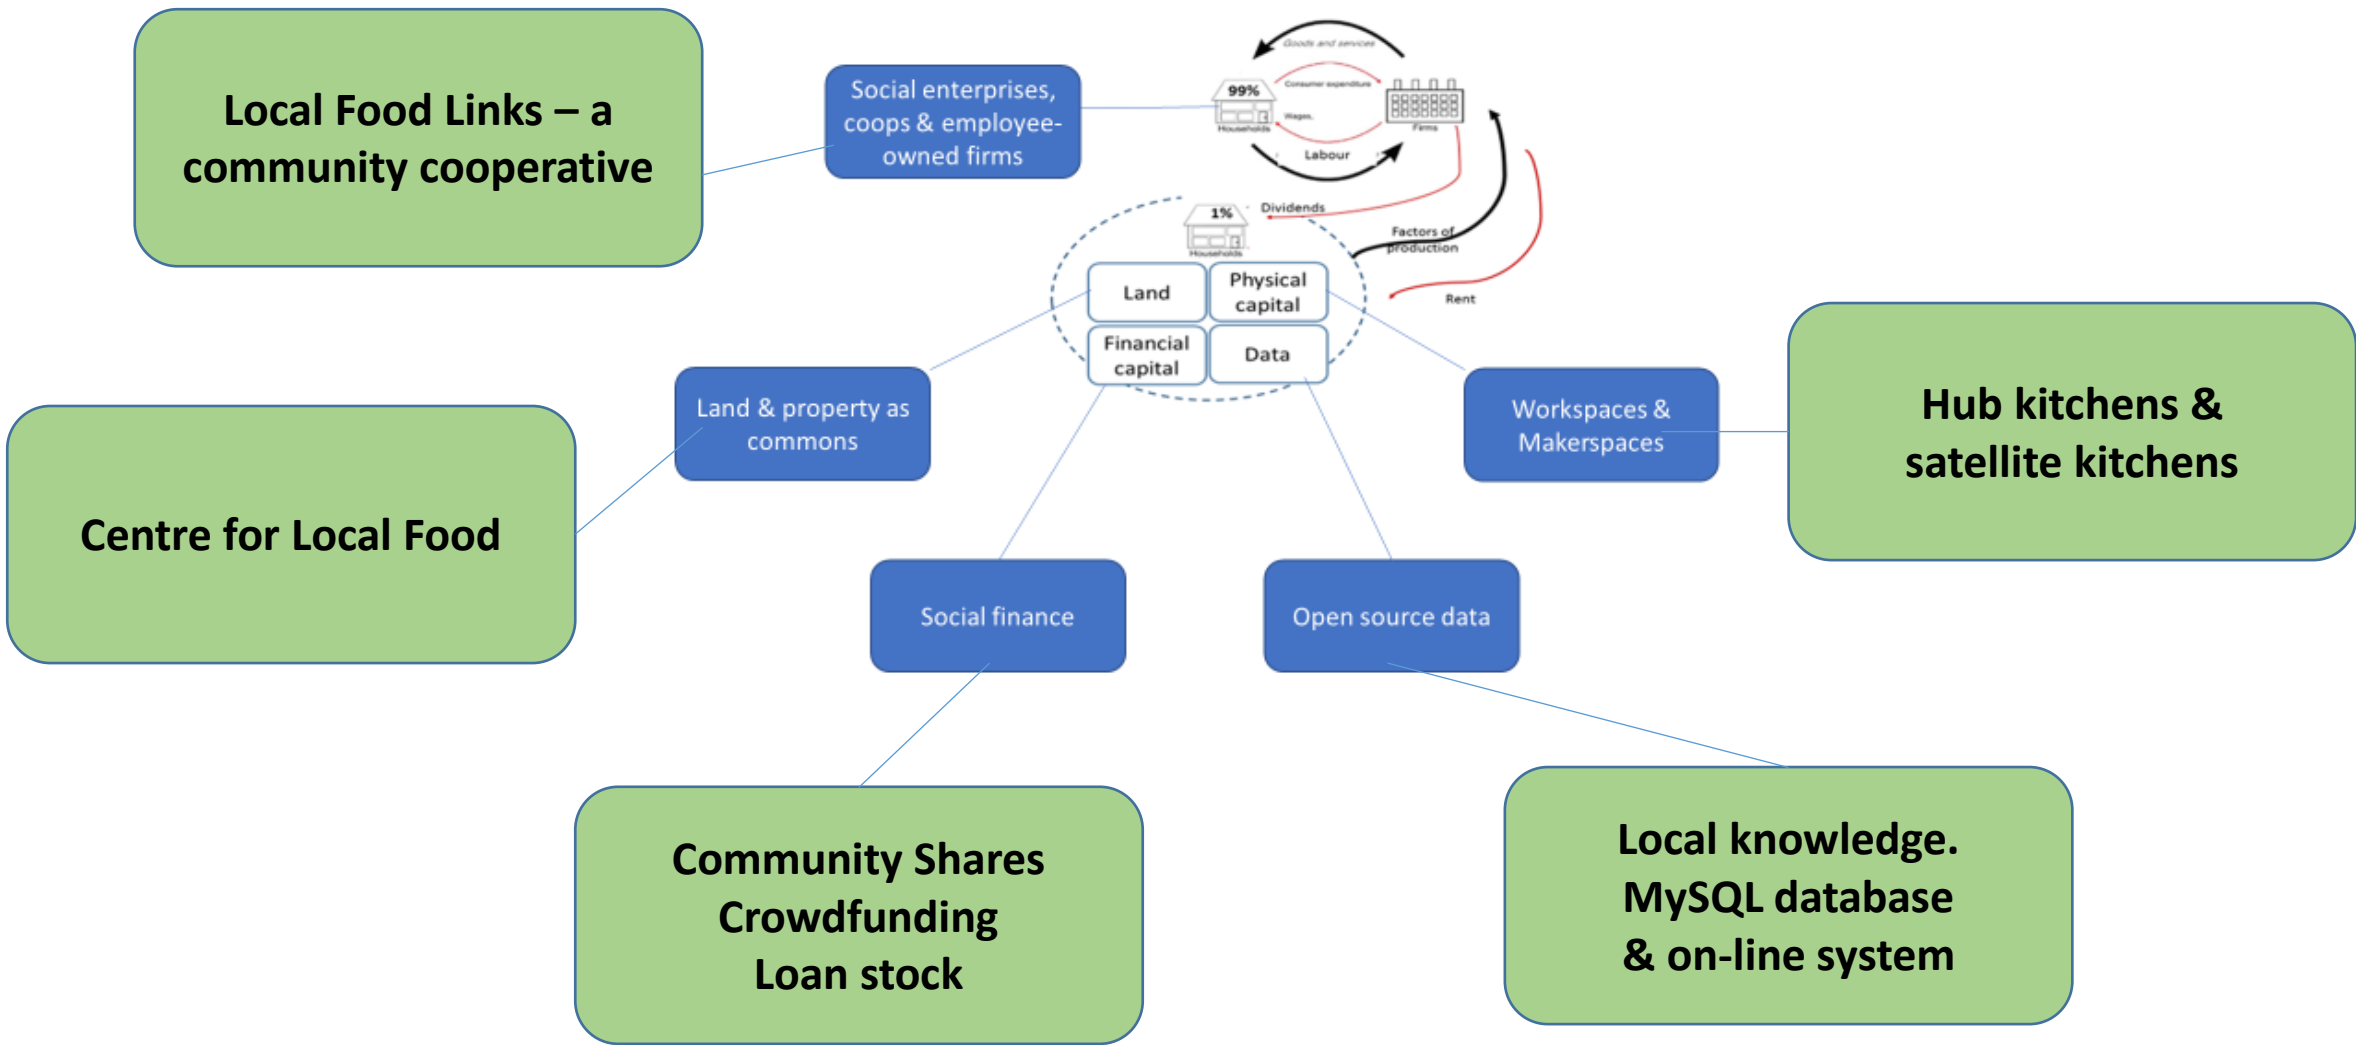 Local Food Links – a
community cooperative
Social enterprises,
coops & employee-
owned firms
Goods and services
99%
Households
Consumer expenditure
Wages,
Firms
Labour
1%
Households
Dividends
Factors of
production
Rent
Land
Physical
capital
Financial
capital
Data
Land & property as
commons
Centre for Local Food
Workspaces &
Makerspaces
Hub kitchens &
satellite kitchens
Social finance
Open source data
Community Shares
Crowdfunding
Loan stock
Local knowledge.
MySQL database
& on-line system